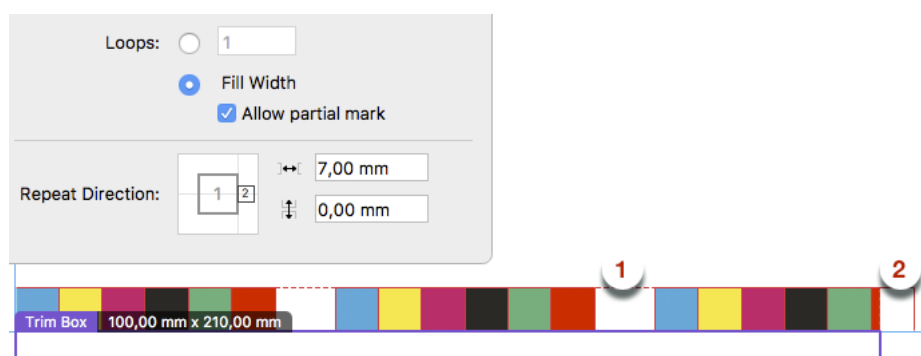 Loops: 1
Fill Width
Allow partial mark
7,00 mm
Repeat Direction: 1 2
0,00 mm
1 2
Trim Box 100,00 mm x 210,00 mm